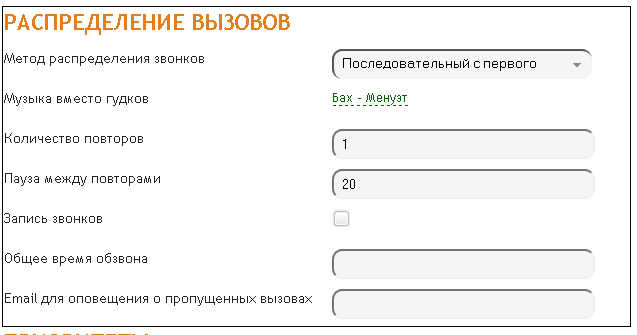 РАСПРЕДЕЛЕНИЕ ВЫЗОВОВ
Метод распределения звонков Последовательный с первого
Музыка вместо гудков Бах - Менуэт
Количество повторов 1
Пауза между повторами 20
Запись звонков
Общее время обзвона
Email для оповещения о пропущенных вызовах